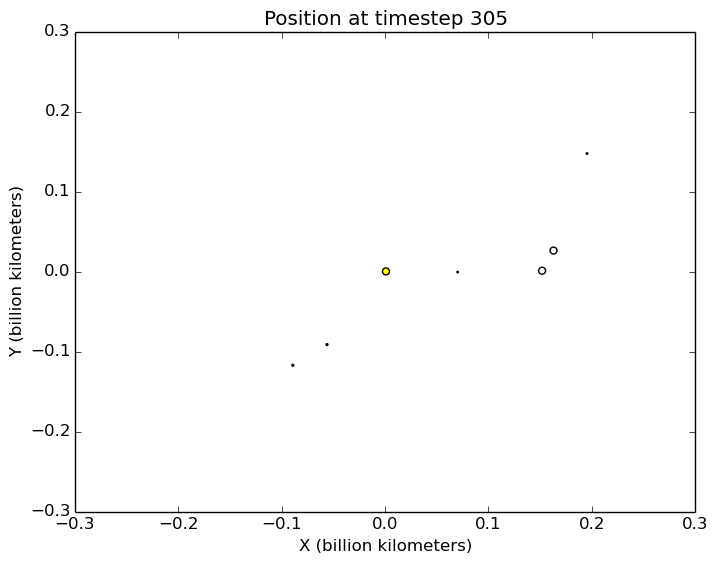 Position at timestep 305
0.3
0.2
0.1
0.0
−0.1
−0.2
−0.3
Y (billion kilometers)
−0.3 −0.2 −0.1 0.0 0.1 0.2 0.3
X (billion kilometers)